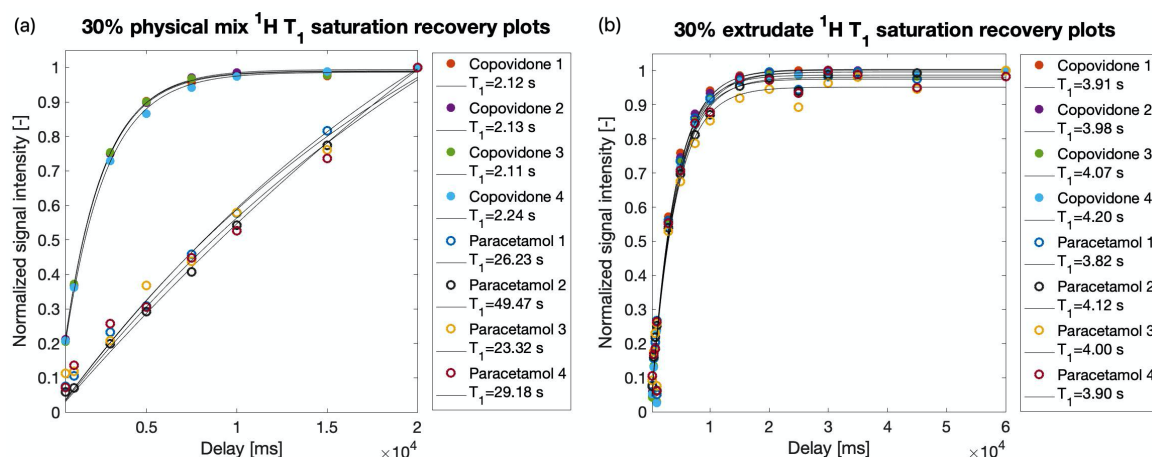 (a)
30% physical mix ¹H T₁ saturation recovery plots
Normalized signal intensity [-]
1
0.9
0.8
0.7
0.6
0.5
0.4
0.3
0.2
0.1
0
0.5
1
1.5
2
Delay [ms]
×10⁴
Copovidone 1
T₁=2.12 s
Copovidone 2
T₁=2.13 s
Copovidone 3
T₁=2.11 s
Copovidone 4
T₁=2.24 s
Paracetamol 1
T₁=26.23 s
Paracetamol 2
T₁=49.47 s
Paracetamol 3
T₁=23.32 s
Paracetamol 4
T₁=29.18 s
(b)
30% extrudate ¹H T₁ saturation recovery plots
Normalized signal intensity [-]
1
0.9
0.8
0.7
0.6
0.5
0.4
0.3
0.2
0.1
0
1
2
3
4
5
6
Delay [ms]
×10⁴
Copovidone 1
T₁=3.91 s
Copovidone 2
T₁=3.98 s
Copovidone 3
T₁=4.07 s
Copovidone 4
T₁=4.20 s
Paracetamol 1
T₁=3.82 s
Paracetamol 2
T₁=4.12 s
Paracetamol 3
T₁=4.00 s
Paracetamol 4
T₁=3.90 s